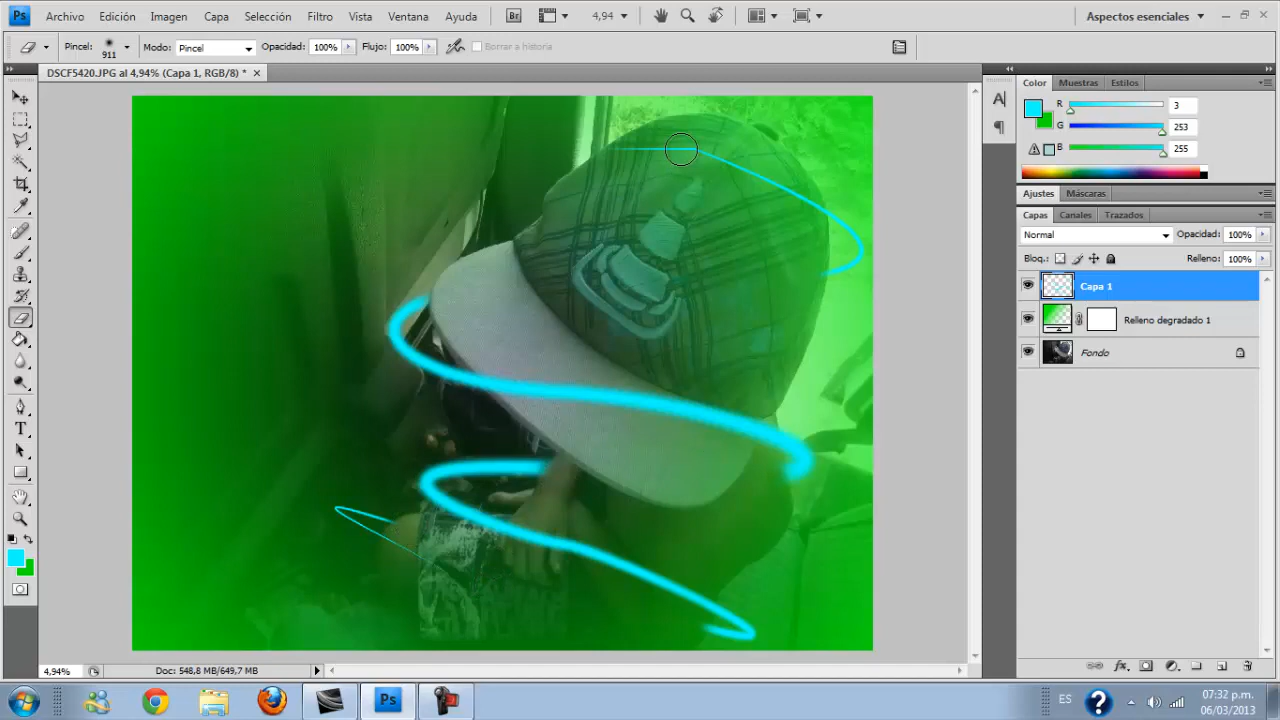 Ps Archivo Edición Imagen Capa Selección Filtro Vista Ventana Ayuda Br 4,94 Aspectos esenciales
Pincel: 911 Modo: Pincel Opacidad: 100% Flujo: 100% Borrar a historia
DSCF5420.JPG al 4,94% (Capa 1, RGB/8) *
Color Muestras Estilos
R 3
G 253
B 255
Ajustes Máscaras
Capas Canales Trazados
Normal Opacidad: 100%
Bloq.: Relleno: 100%
Capa 1
Relleno degradado 1
Fondo
4,94% Doc: 548,8 MB/649,7 MB
Ps ES 07:32 p.m.
06/03/2013